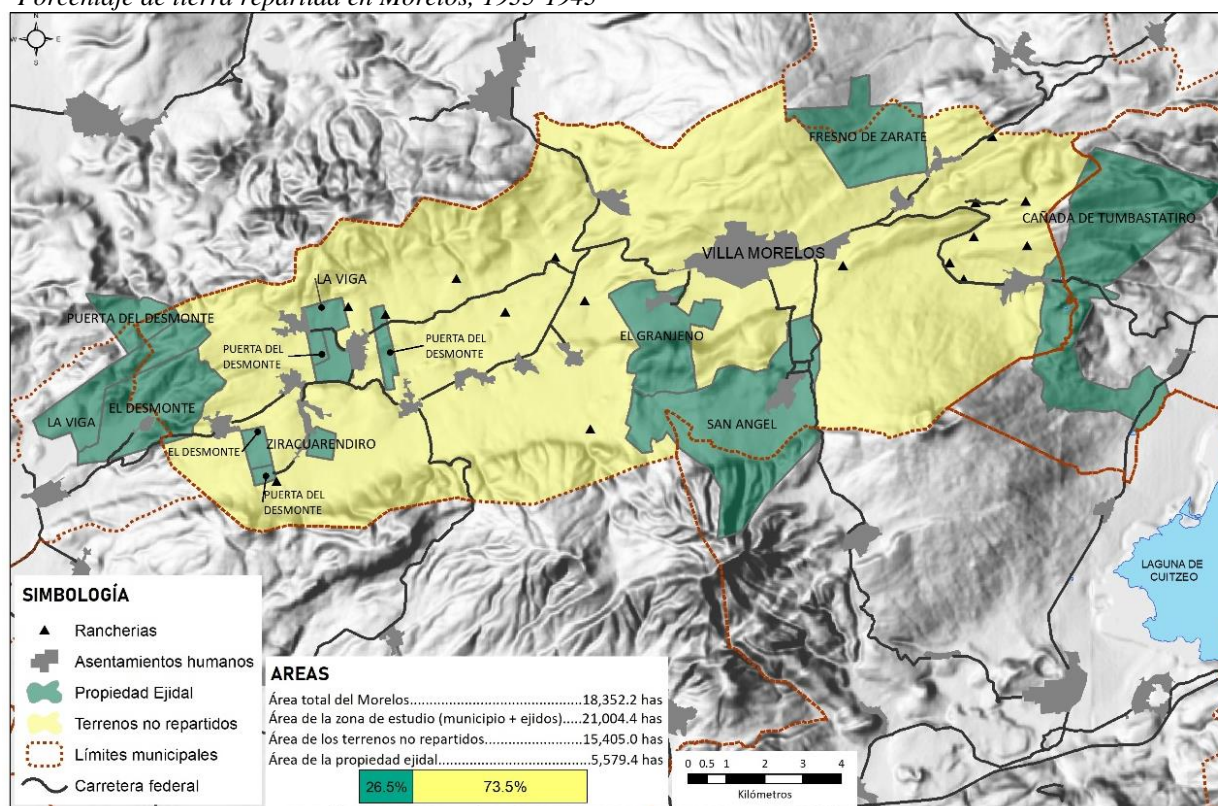 Porcentaje de tierra repartida en Morelos, 1935-1945
N
W E
S
FRESNO DE ZARATE
CAÑADA DE TUMBASTATIRO
VILLA MORELOS
LA VIGA
PUERTA DEL DESMONTE
EL GRANJENO
PUERTA DEL
DESMONTE
PUERTA DEL
DESMONTE
EL DESMONTE
LA VIGA
SAN ANGEL
ZIRACUARENDIRO
EL DESMONTE
PUERTA DEL
DESMONTE
LAGUNA DE
CUITZEO
SIMBOLOGÍA
Rancherias
Asentamientos humanos
Propiedad Ejidal
Terrenos no repartidos
Límites municipales
Carretera federal
AREAS
Área total del Morelos...............................18,352.2 has
Área de la zona de estudio (municipio + ejidos)....21,004.4 has
Área de los terrenos no repartidos..................15,405.0 has
Área de la propiedad ejidal...........................5,579.4 has
26.5% 73.5%
0 0.5 1 2 3 4
Kilómetros